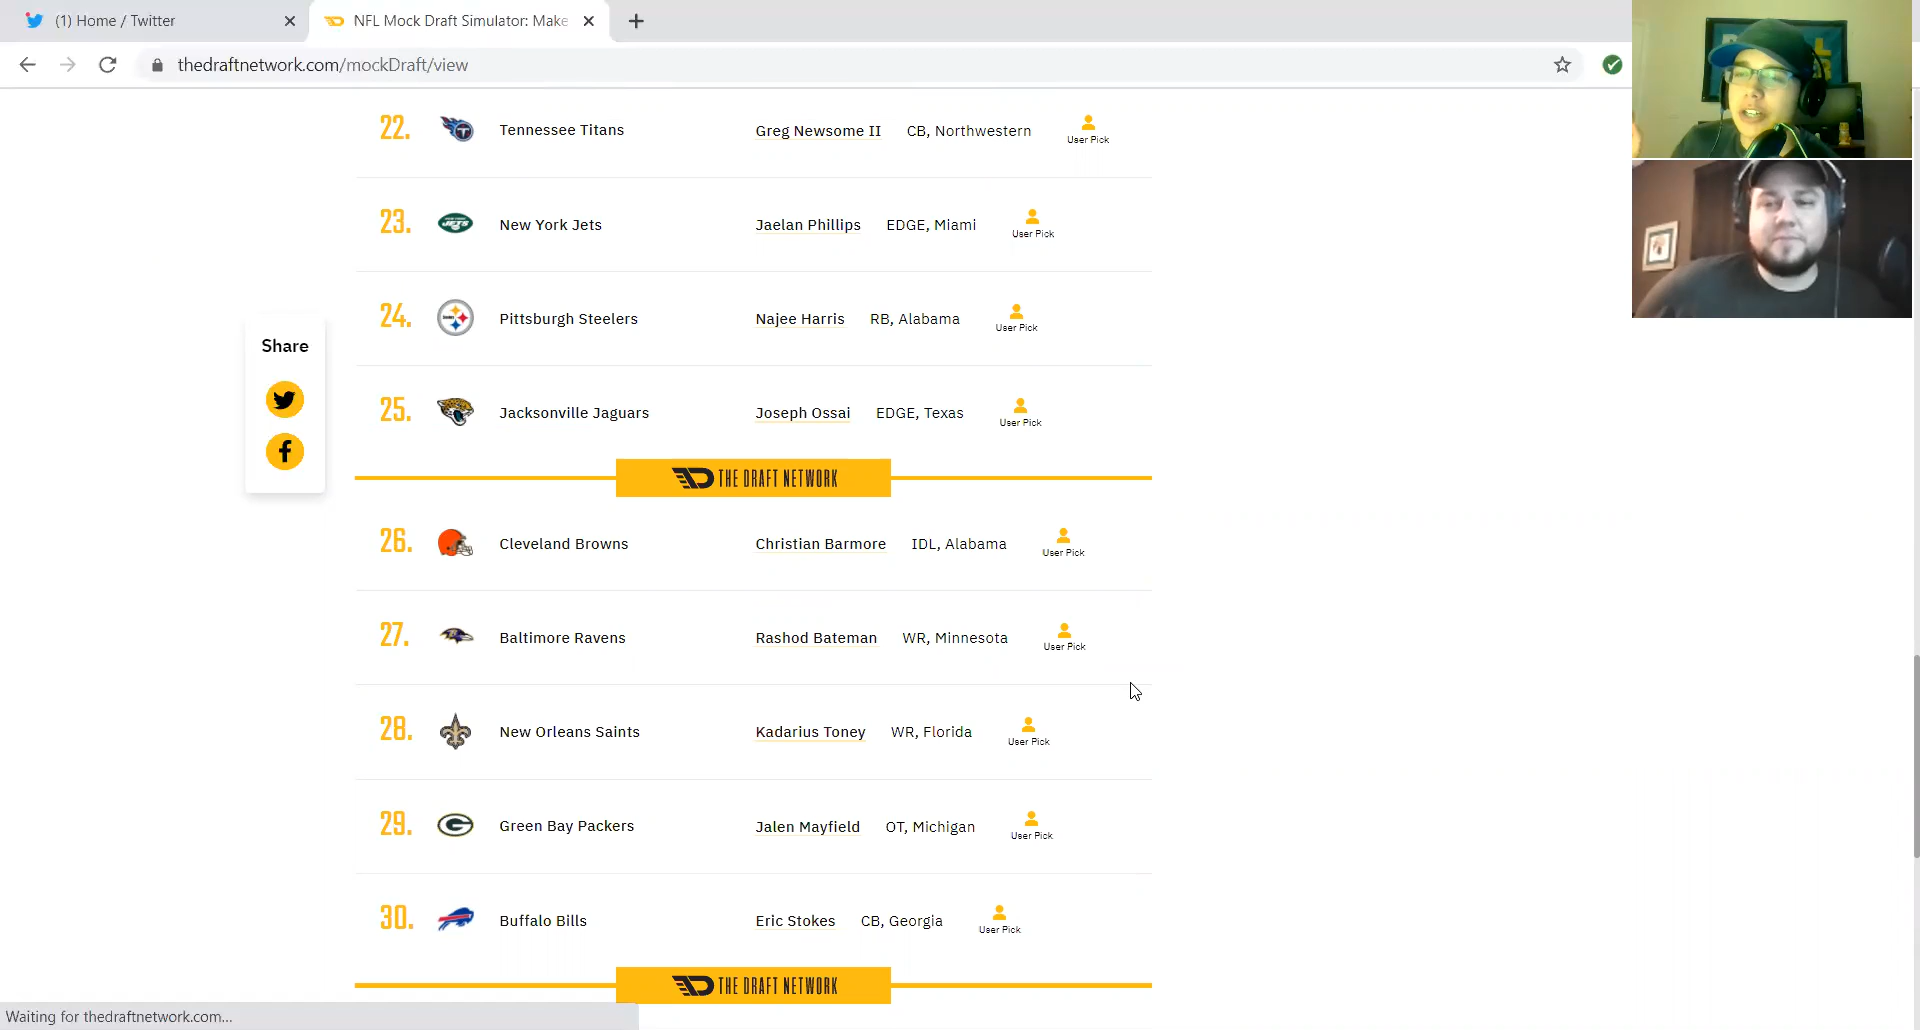 (1) Home / Twitter
NFL Mock Draft Simulator: Make
thedraftnetwork.com/mockDraft/view
22. Tennessee Titans Greg Newsome II CB, Northwestern User Pick
23. New York Jets Jaelan Phillips EDGE, Miami User Pick
24. Pittsburgh Steelers Najee Harris RB, Alabama User Pick
Share
25. Jacksonville Jaguars Joseph Ossai EDGE, Texas User Pick
THE DRAFT NETWORK
26. Cleveland Browns Christian Barmore IDL, Alabama User Pick
27. Baltimore Ravens Rashod Bateman WR, Minnesota User Pick
28. New Orleans Saints Kadarius Toney WR, Florida User Pick
29. Green Bay Packers Jalen Mayfield OT, Michigan User Pick
30. Buffalo Bills Eric Stokes CB, Georgia User Pick
THE DRAFT NETWORK
Waiting for thedraftnetwork.com...